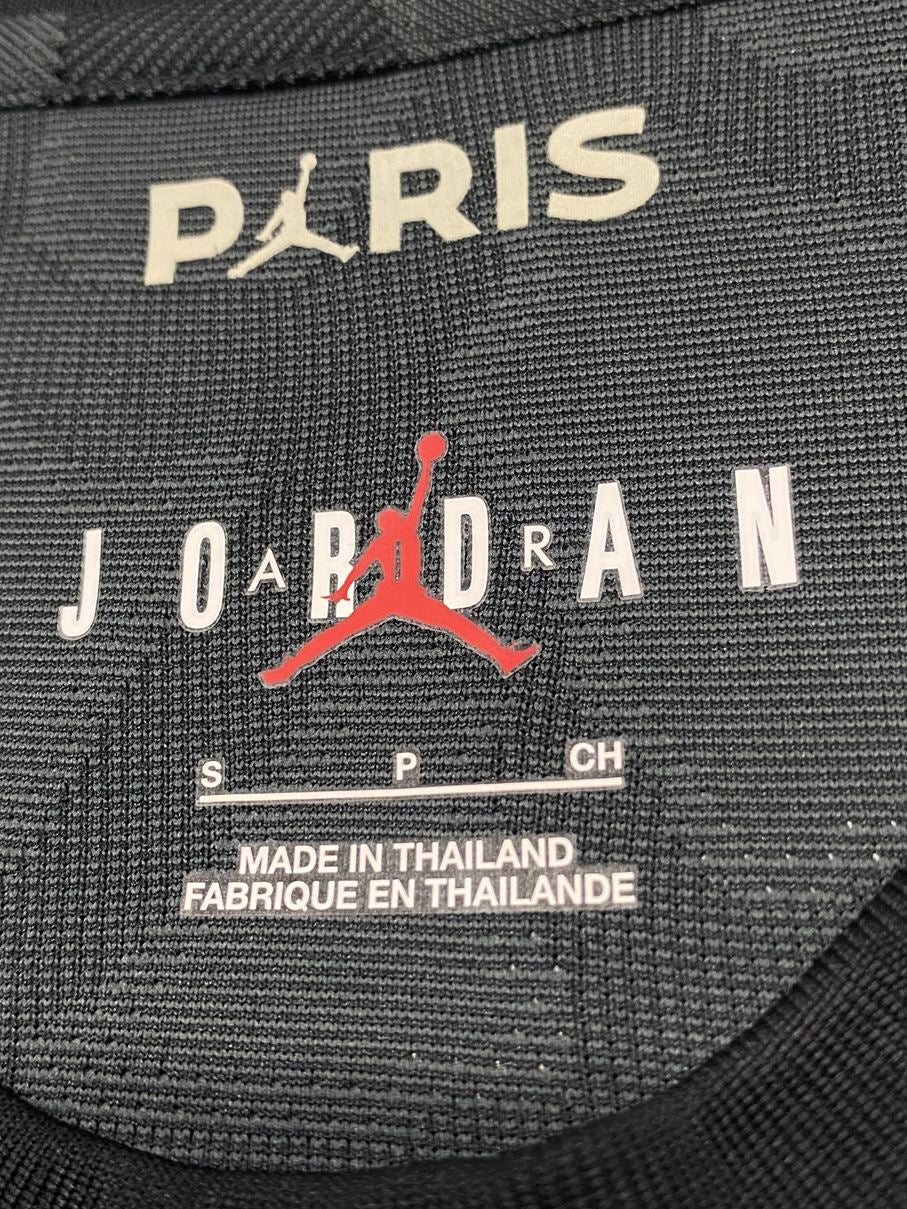 PARIS
JORDAN
AIR
S P CH
MADE IN THAILAND
FABRIQUE EN THAILANDE